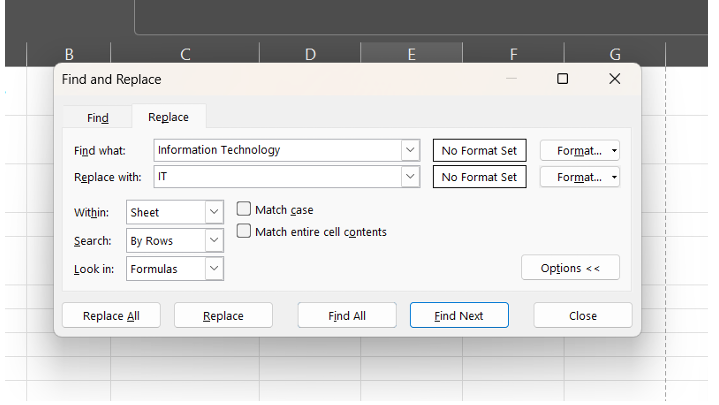 B C D E F G
Find and Replace
Find Replace
Find what: Information Technology No Format Set Format...
Replace with: IT No Format Set Format...
Within: Sheet Match case
Match entire cell contents
Search: By Rows
Look in: Formulas Options <<
Replace All Replace Find All Find Next Close